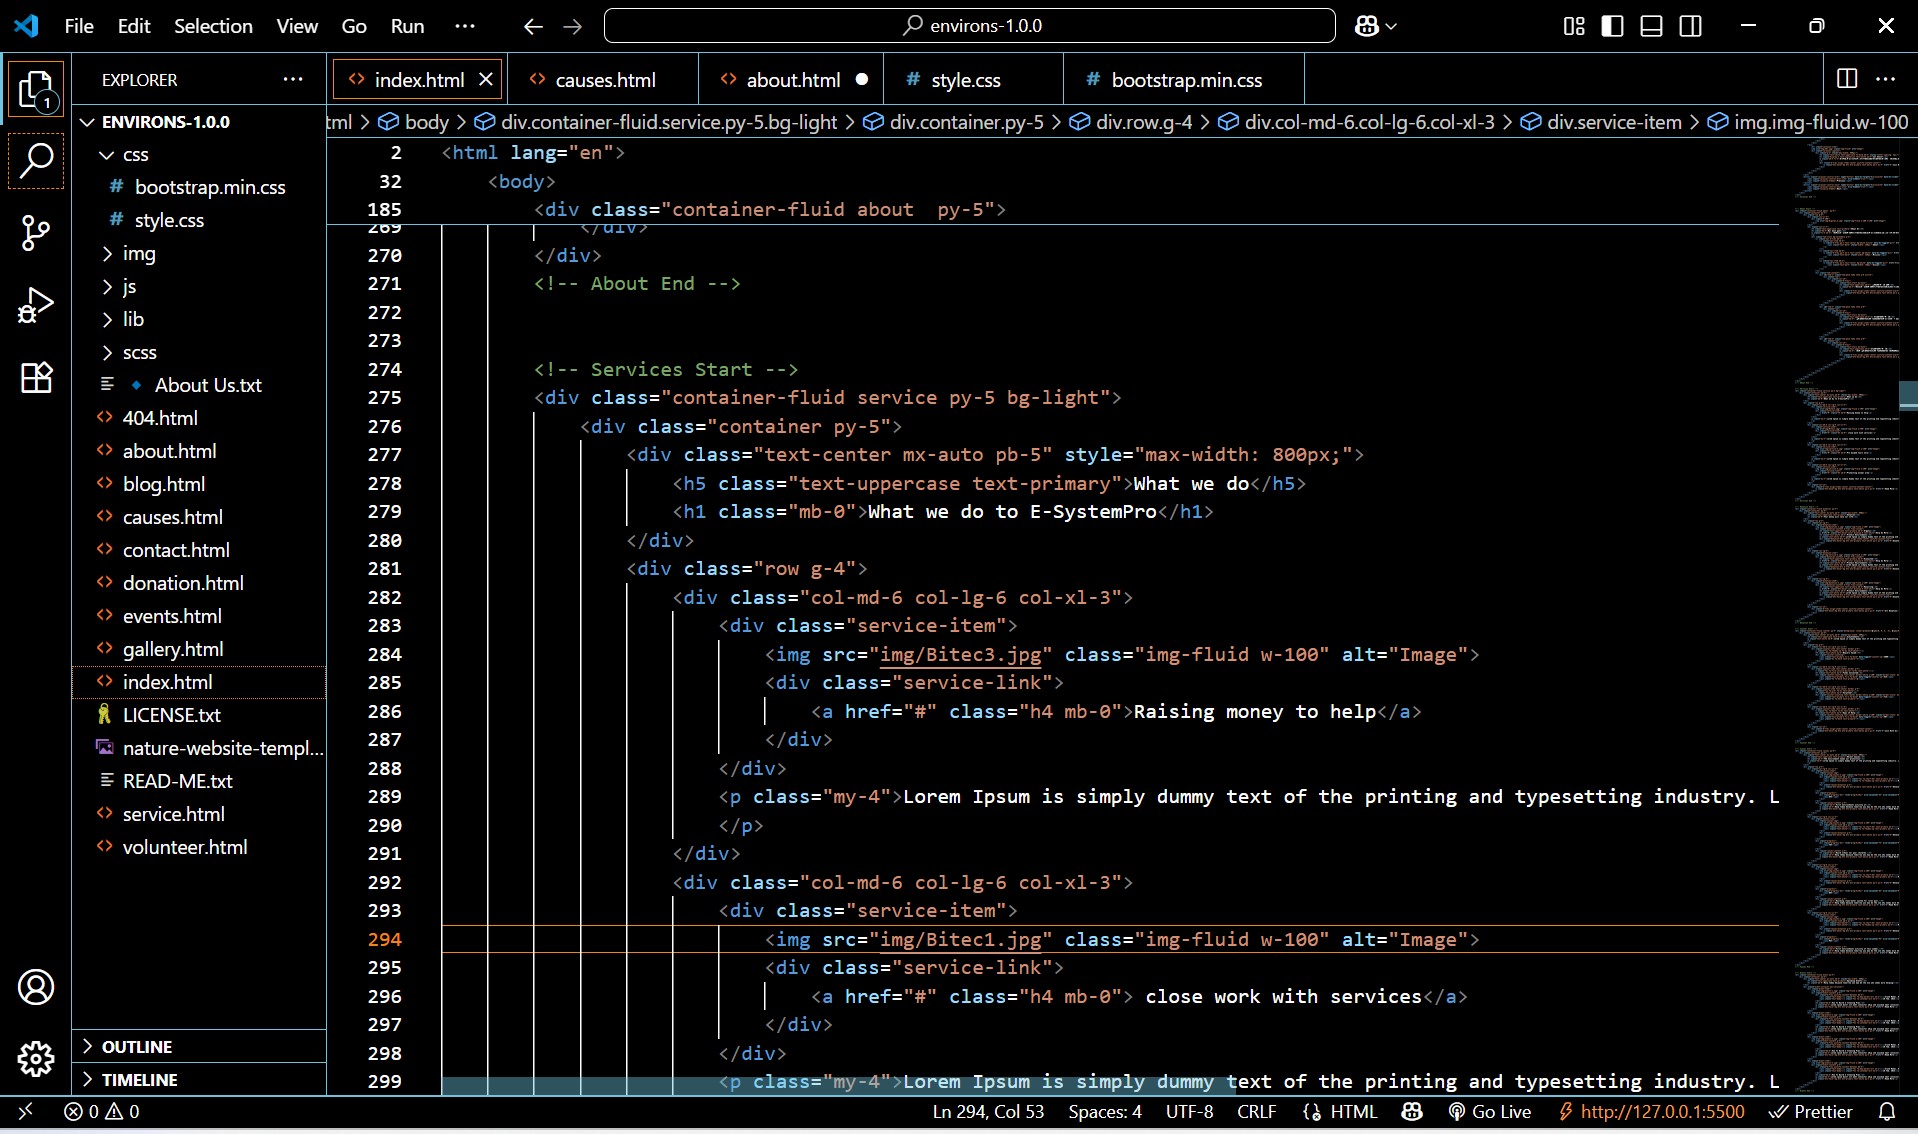 File Edit Selection View Go Run ··· environs-1.0.0
EXPLORER ···
1
ENVIRONS-1.0.0
css
# bootstrap.min.css
# style.css
img
js
lib
scss
About Us.txt
<> 404.html
<> about.html
<> blog.html
<> causes.html
<> contact.html
<> donation.html
<> events.html
<> gallery.html
<> index.html
LICENSE.txt
nature-website-templ...
READ-ME.txt
<> service.html
<> volunteer.html
OUTLINE
TIMELINE
<> index.html <> causes.html <> about.html # style.css # bootstrap.min.css ···
tml > body > div.container-fluid.service.py-5.bg-light > div.container.py-5 > div.row.g-4 > div.col-md-6.col-lg-6.col-xl-3 > div.service-item > img.img-fluid.w-100
2 <html lang="en">
32 <body>
185 <div class="container-fluid about  py-5">
269 </div>
270 </div>
271 <!-- About End -->
272
273
274 <!-- Services Start -->
275 <div class="container-fluid service py-5 bg-light">
276 <div class="container py-5">
277 <div class="text-center mx-auto pb-5" style="max-width: 800px;">
278 <h5 class="text-uppercase text-primary">What we do</h5>
279 <h1 class="mb-0">What we do to E-SystemPro</h1>
280 </div>
281 <div class="row g-4">
282 <div class="col-md-6 col-lg-6 col-xl-3">
283 <div class="service-item">
284 <img src="img/Bitec3.jpg" class="img-fluid w-100" alt="Image">
285 <div class="service-link">
286 <a href="#" class="h4 mb-0">Raising money to help</a>
287 </div>
288 </div>
289 <p class="my-4">Lorem Ipsum is simply dummy text of the printing and typesetting industry. L
290 </p>
291 </div>
292 <div class="col-md-6 col-lg-6 col-xl-3">
293 <div class="service-item">
294 <img src="img/Bitec1.jpg" class="img-fluid w-100" alt="Image">
295 <div class="service-link">
296 <a href="#" class="h4 mb-0"> close work with services</a>
297 </div>
298 </div>
299 <p class="my-4">Lorem Ipsum is simply dummy text of the printing and typesetting industry. L
0 0 Ln 294, Col 53 Spaces: 4 UTF-8 CRLF HTML Go Live http://127.0.0.1:5500 Prettier